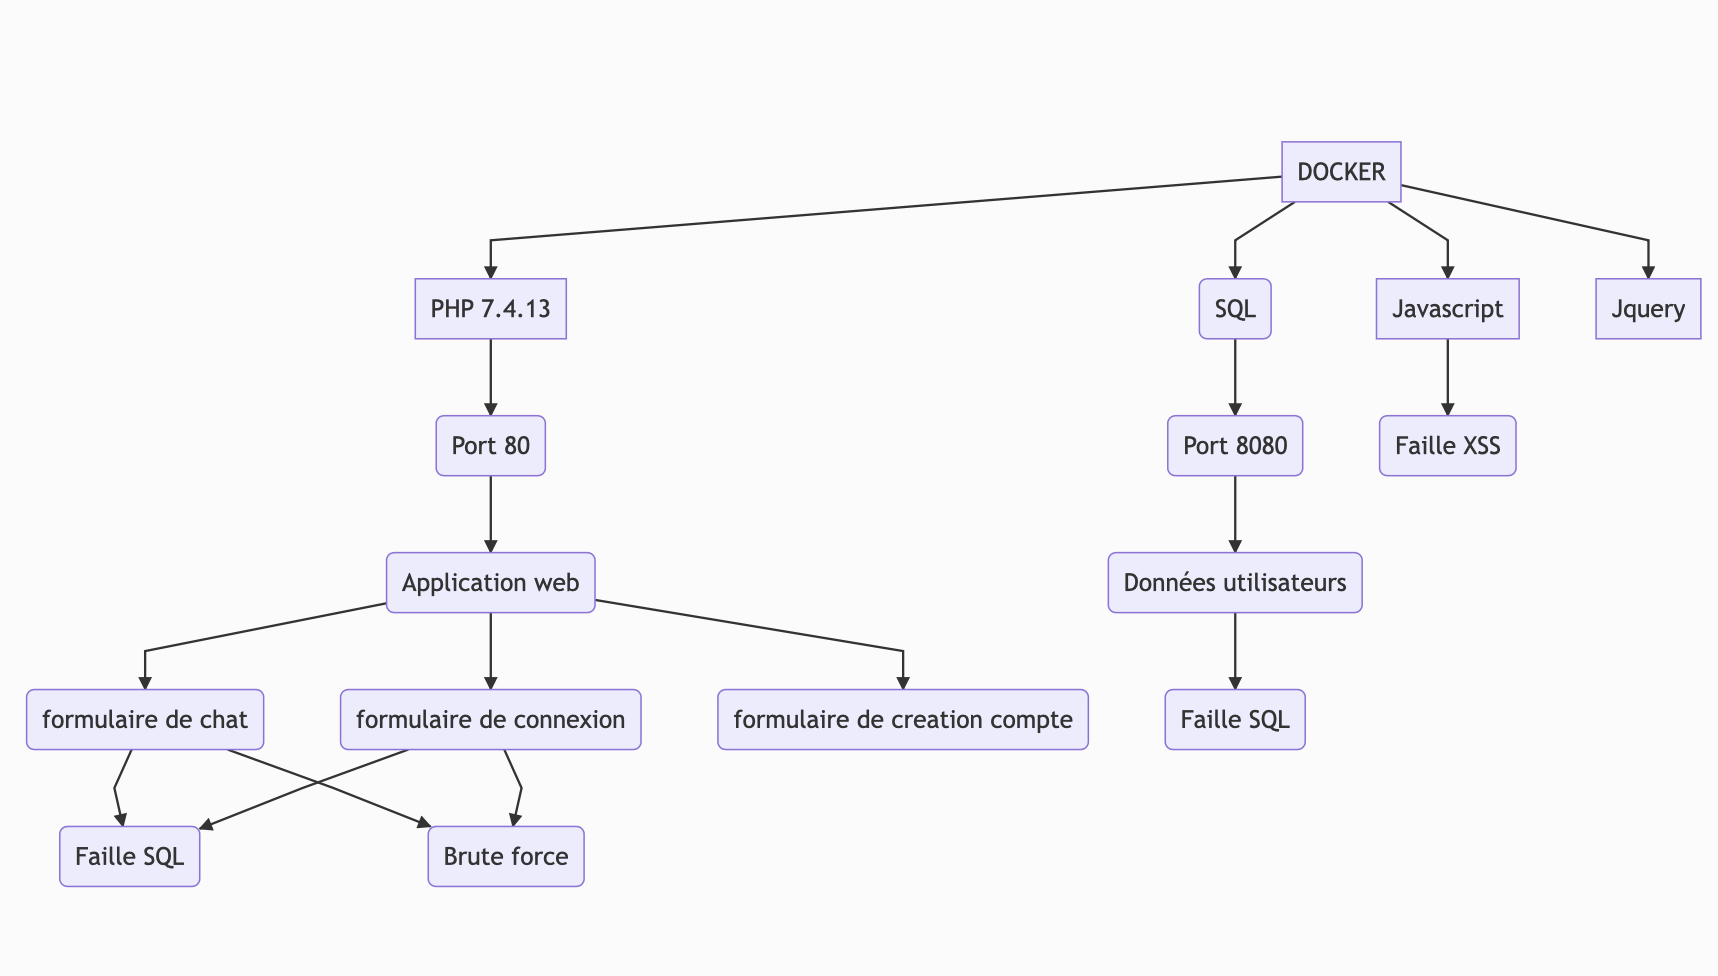 DOCKER
PHP 7.4.13
SQL
Javascript
Jquery
Port 80
Port 8080
Faille XSS
Application web
Données utilisateurs
formulaire de chat
formulaire de connexion
formulaire de creation compte
Faille SQL
Faille SQL
Brute force